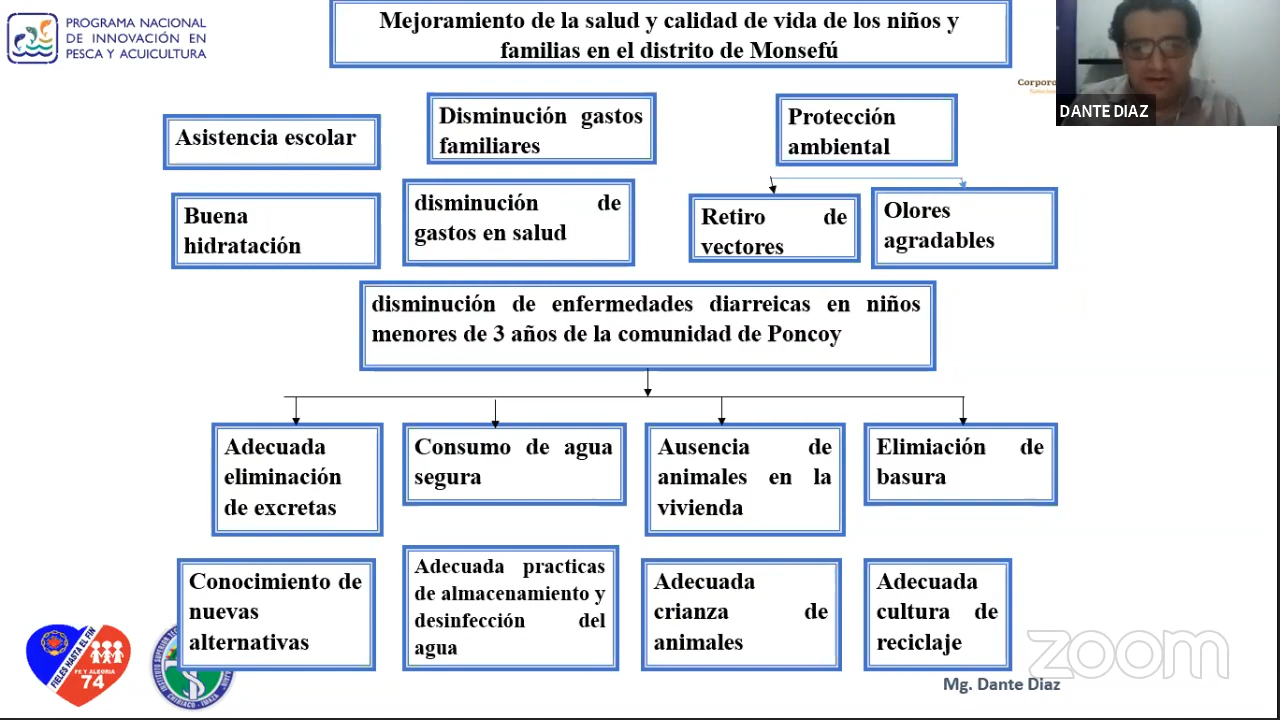 PROGRAMA NACIONAL
DE INNOVACIÓN EN
PESCA Y ACUICULTURA
Mejoramiento de la salud y calidad de vida de los niños y
familias en el distrito de Monsefú
DANTE DIAZ
Asistencia escolar
Disminución gastos
familiares
Protección
ambiental
Buena
hidratación
disminución de
gastos en salud
Retiro de
vectores
Olores
agradables
disminución de enfermedades diarreicas en niños
menores de 3 años de la comunidad de Poncoy
Adecuada
eliminación
de excretas
Consumo de agua
segura
Ausencia de
animales en la
vivienda
Elimiación de
basura
Conocimiento de
nuevas
alternativas
Adecuada practicas
de almacenamiento y
desinfección del
agua
Adecuada
crianza de
animales
Adecuada
cultura de
reciclaje
FIELES HASTA EL FIN
FE Y ALEGRIA
74
zoom
Mg. Dante Diaz